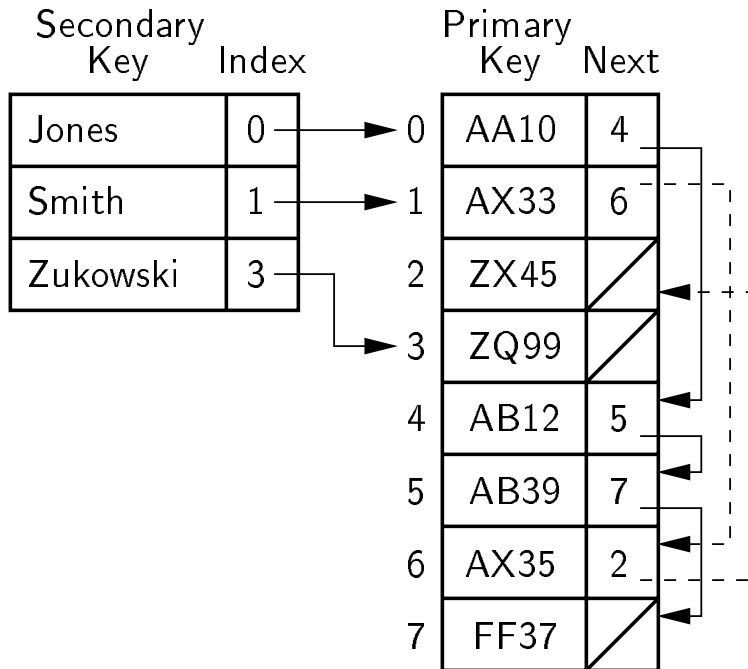 Secondary Key Index
Jones 0
Smith 1
Zukowski 3
Primary Key Next
0 AA10 4
1 AX33 6
2 ZX45
3 ZQ99
4 AB12 5
5 AB39 7
6 AX35 2
7 FF37